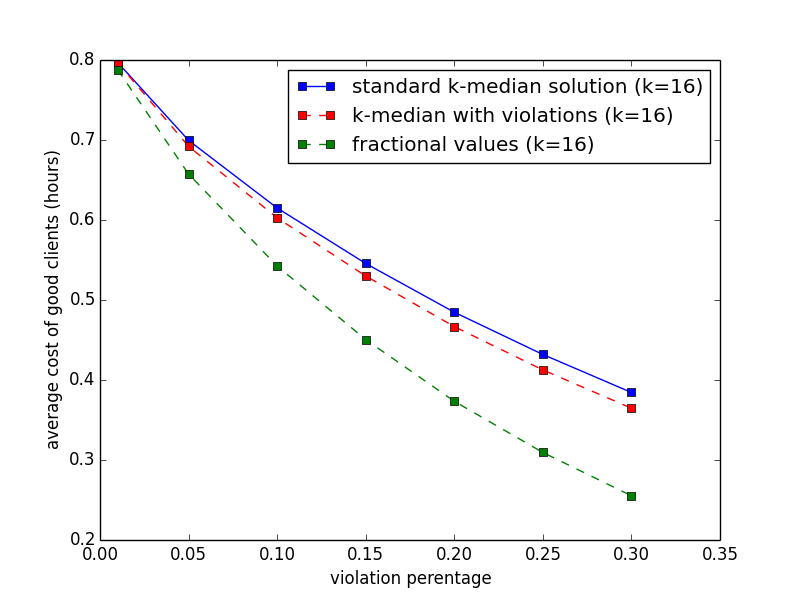 standard k-median solution (k=16)
k-median with violations (k=16)
fractional values (k=16)
average cost of good clients (hours)
0.8
0.7
0.6
0.5
0.4
0.3
0.2
0.00 0.05 0.10 0.15 0.20 0.25 0.30 0.35
violation perentage